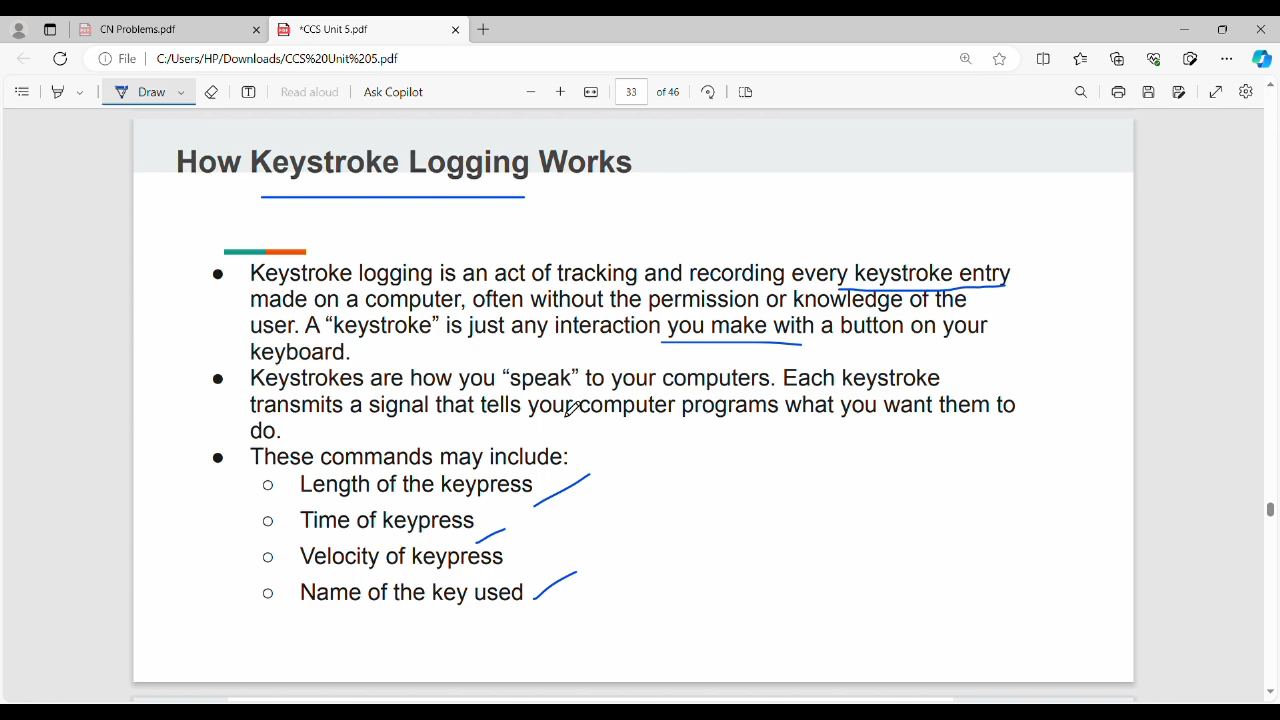 CN Problems.pdf
*CCS Unit 5.pdf
File
C:/Users/HP/Downloads/CCS%20Unit%205.pdf
Draw
Read aloud
Ask Copilot
33
of 46
How Keystroke Logging Works
● Keystroke logging is an act of tracking and recording every keystroke entry
made on a computer, often without the permission or knowledge of the
user. A “keystroke” is just any interaction you make with a button on your
keyboard.
● Keystrokes are how you “speak” to your computers. Each keystroke
transmits a signal that tells your computer programs what you want them to
do.
● These commands may include:
○ Length of the keypress
○ Time of keypress
○ Velocity of keypress
○ Name of the key used